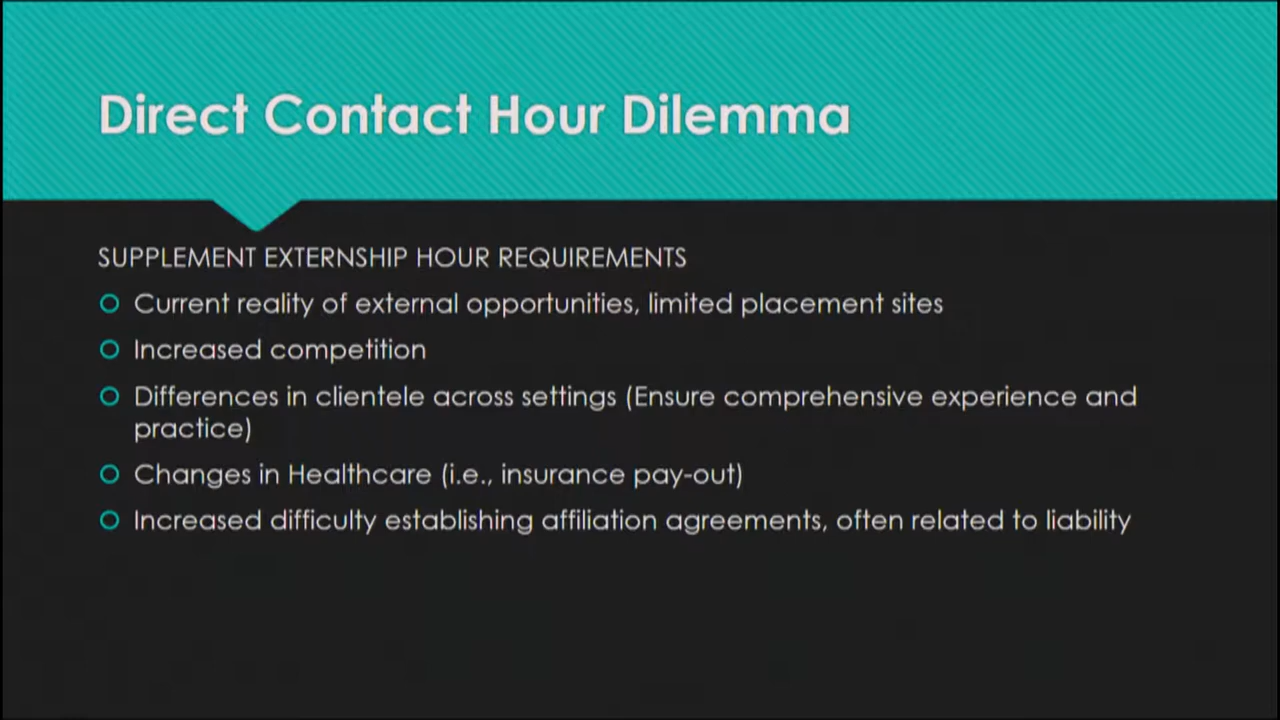 Direct Contact Hour Dilemma
SUPPLEMENT EXTERNSHIP HOUR REQUIREMENTS
Current reality of external opportunities, limited placement sites
Increased competition
Differences in clientele across settings (Ensure comprehensive experience and
practice)
Changes in Healthcare (i.e., insurance pay-out)
Increased difficulty establishing affiliation agreements, often related to liability